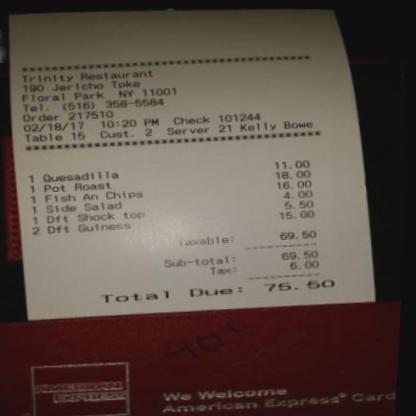 Trinity Restaurant
190 Jericho Tpke
Floral Park NY 11001
Tel. (516) 358-5584
Order 217510
02/18/17 10:20 PM Check 101244
Table 15 Cust. 2 Server 21 Kelly Bowe
1 Quesadilla 11.00
1 Pot Roast 18.00
1 Fish An Chips 16.00
1 Side Salad 4.00
1 Dft Shock top 5.50
2 Dft Guiness 15.00
Taxable: 69.50
Sub-total: 69.50
Tax: 6.00
Total Due: 75.50
AMERICAN
EXPRESS
We Welcome
American Express® Card